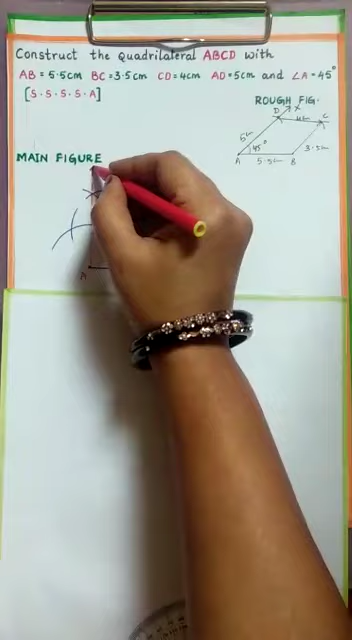 Construct the Quadrilateral ABCD with
AB = 5.5cm BC = 3.5cm CD = 4cm AD = 5cm and ∠A = 45°
[S.S.S.S.A]
ROUGH FIG.
X
D
4cm
C
5cm
3.5cm
45°
A
5.5cm
B
MAIN FIGURE
A